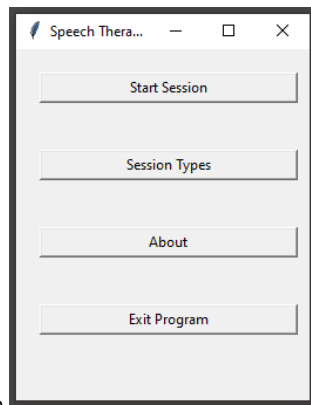 Speech Thera...
Start Session
Session Types
About
Exit Program